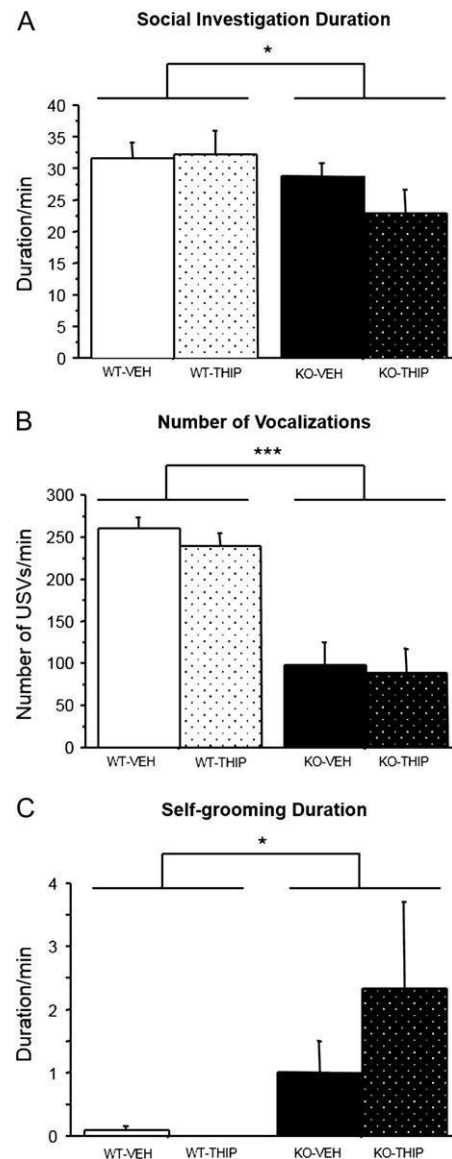 A
Social Investigation Duration
*
40
35
30
25
20
15
10
5
0
Duration/min
WT-VEH
WT-THIP
KO-VEH
KO-THIP
B
Number of Vocalizations
***
300
250
200
150
100
50
0
Number of USVs/min
WT-VEH
WT-THIP
KO-VEH
KO-THIP
C
Self-grooming Duration
*
4
3
2
1
0
Duration/min
WT-VEH
WT-THIP
KO-VEH
KO-THIP